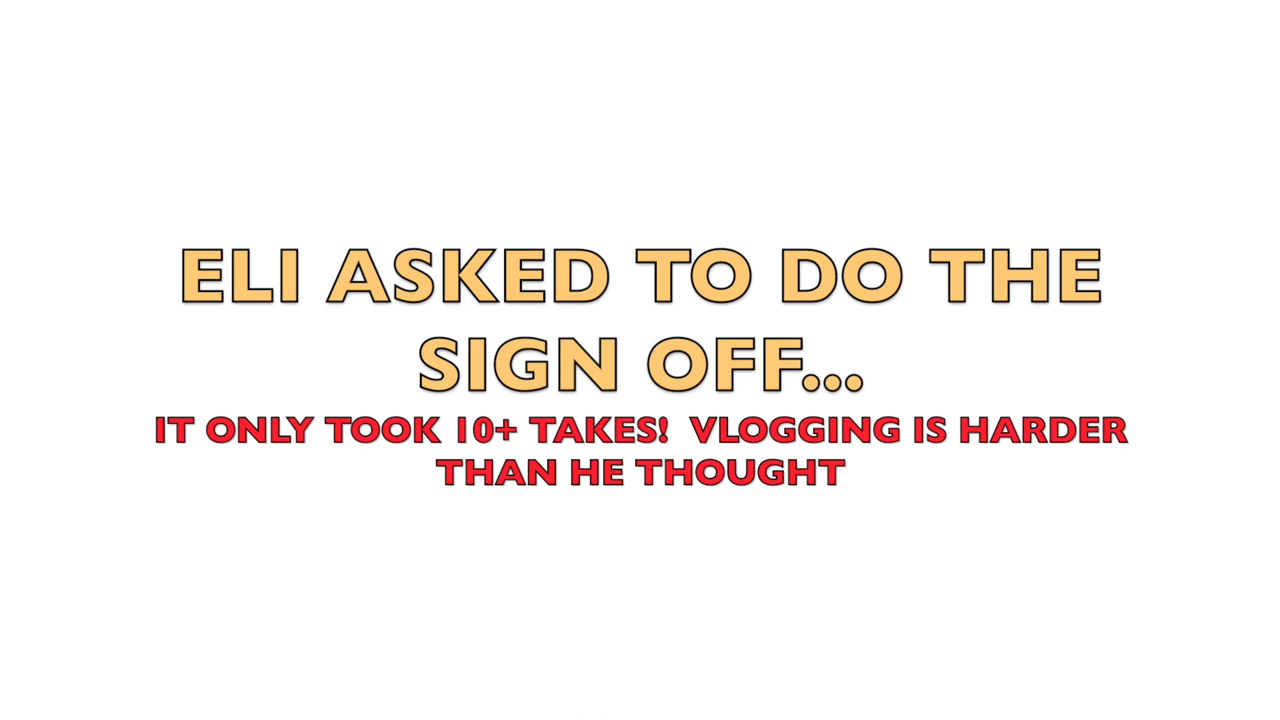 ELI ASKED TO DO THE
SIGN OFF...
IT ONLY TOOK 10+ TAKES!  VLOGGING IS HARDER
THAN HE THOUGHT